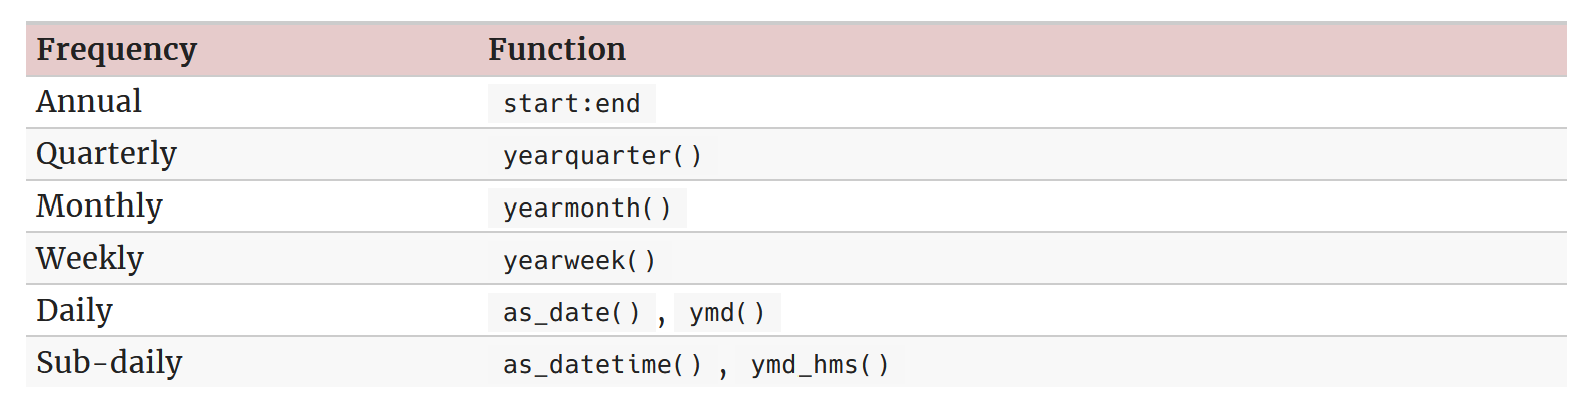 Frequency Function
Annual start:end
Quarterly yearquarter()
Monthly yearmonth()
Weekly yearweek()
Daily as_date(), ymd()
Sub-daily as_datetime(), ymd_hms()